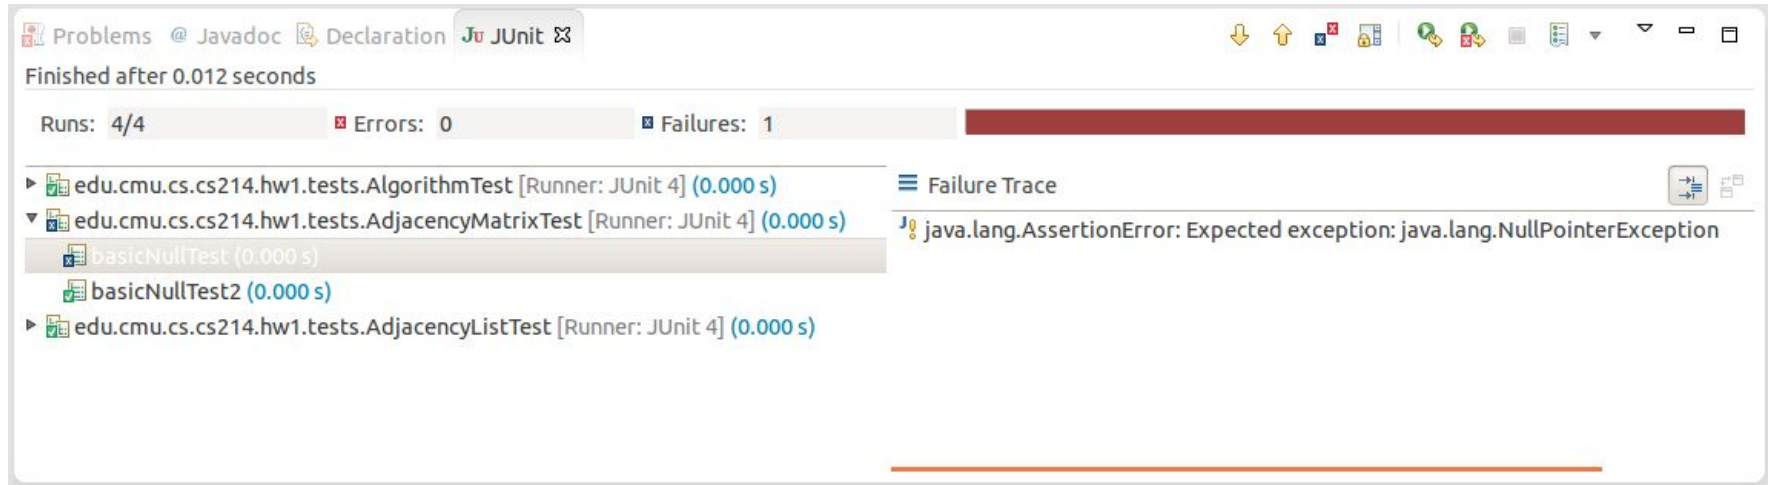 Problems @ Javadoc Declaration Ju JUnit
Finished after 0.012 seconds
Runs: 4/4 Errors: 0 Failures: 1
edu.cmu.cs.cs214.hw1.tests.AlgorithmTest [Runner: JUnit 4] (0.000 s)
edu.cmu.cs.cs214.hw1.tests.AdjacencyMatrixTest [Runner: JUnit 4] (0.000 s)
basicNullTest (0.000 s)
basicNullTest2 (0.000 s)
edu.cmu.cs.cs214.hw1.tests.AdjacencyListTest [Runner: JUnit 4] (0.000 s)
Failure Trace
java.lang.AssertionError: Expected exception: java.lang.NullPointerException